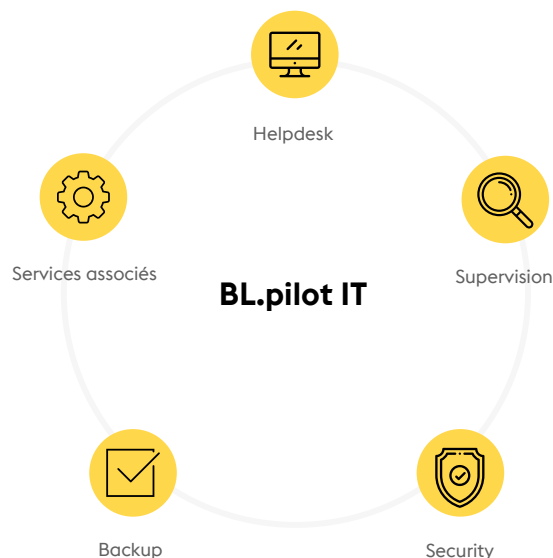 Helpdesk
Services associés
Supervision
BL.pilot IT
Backup
Security